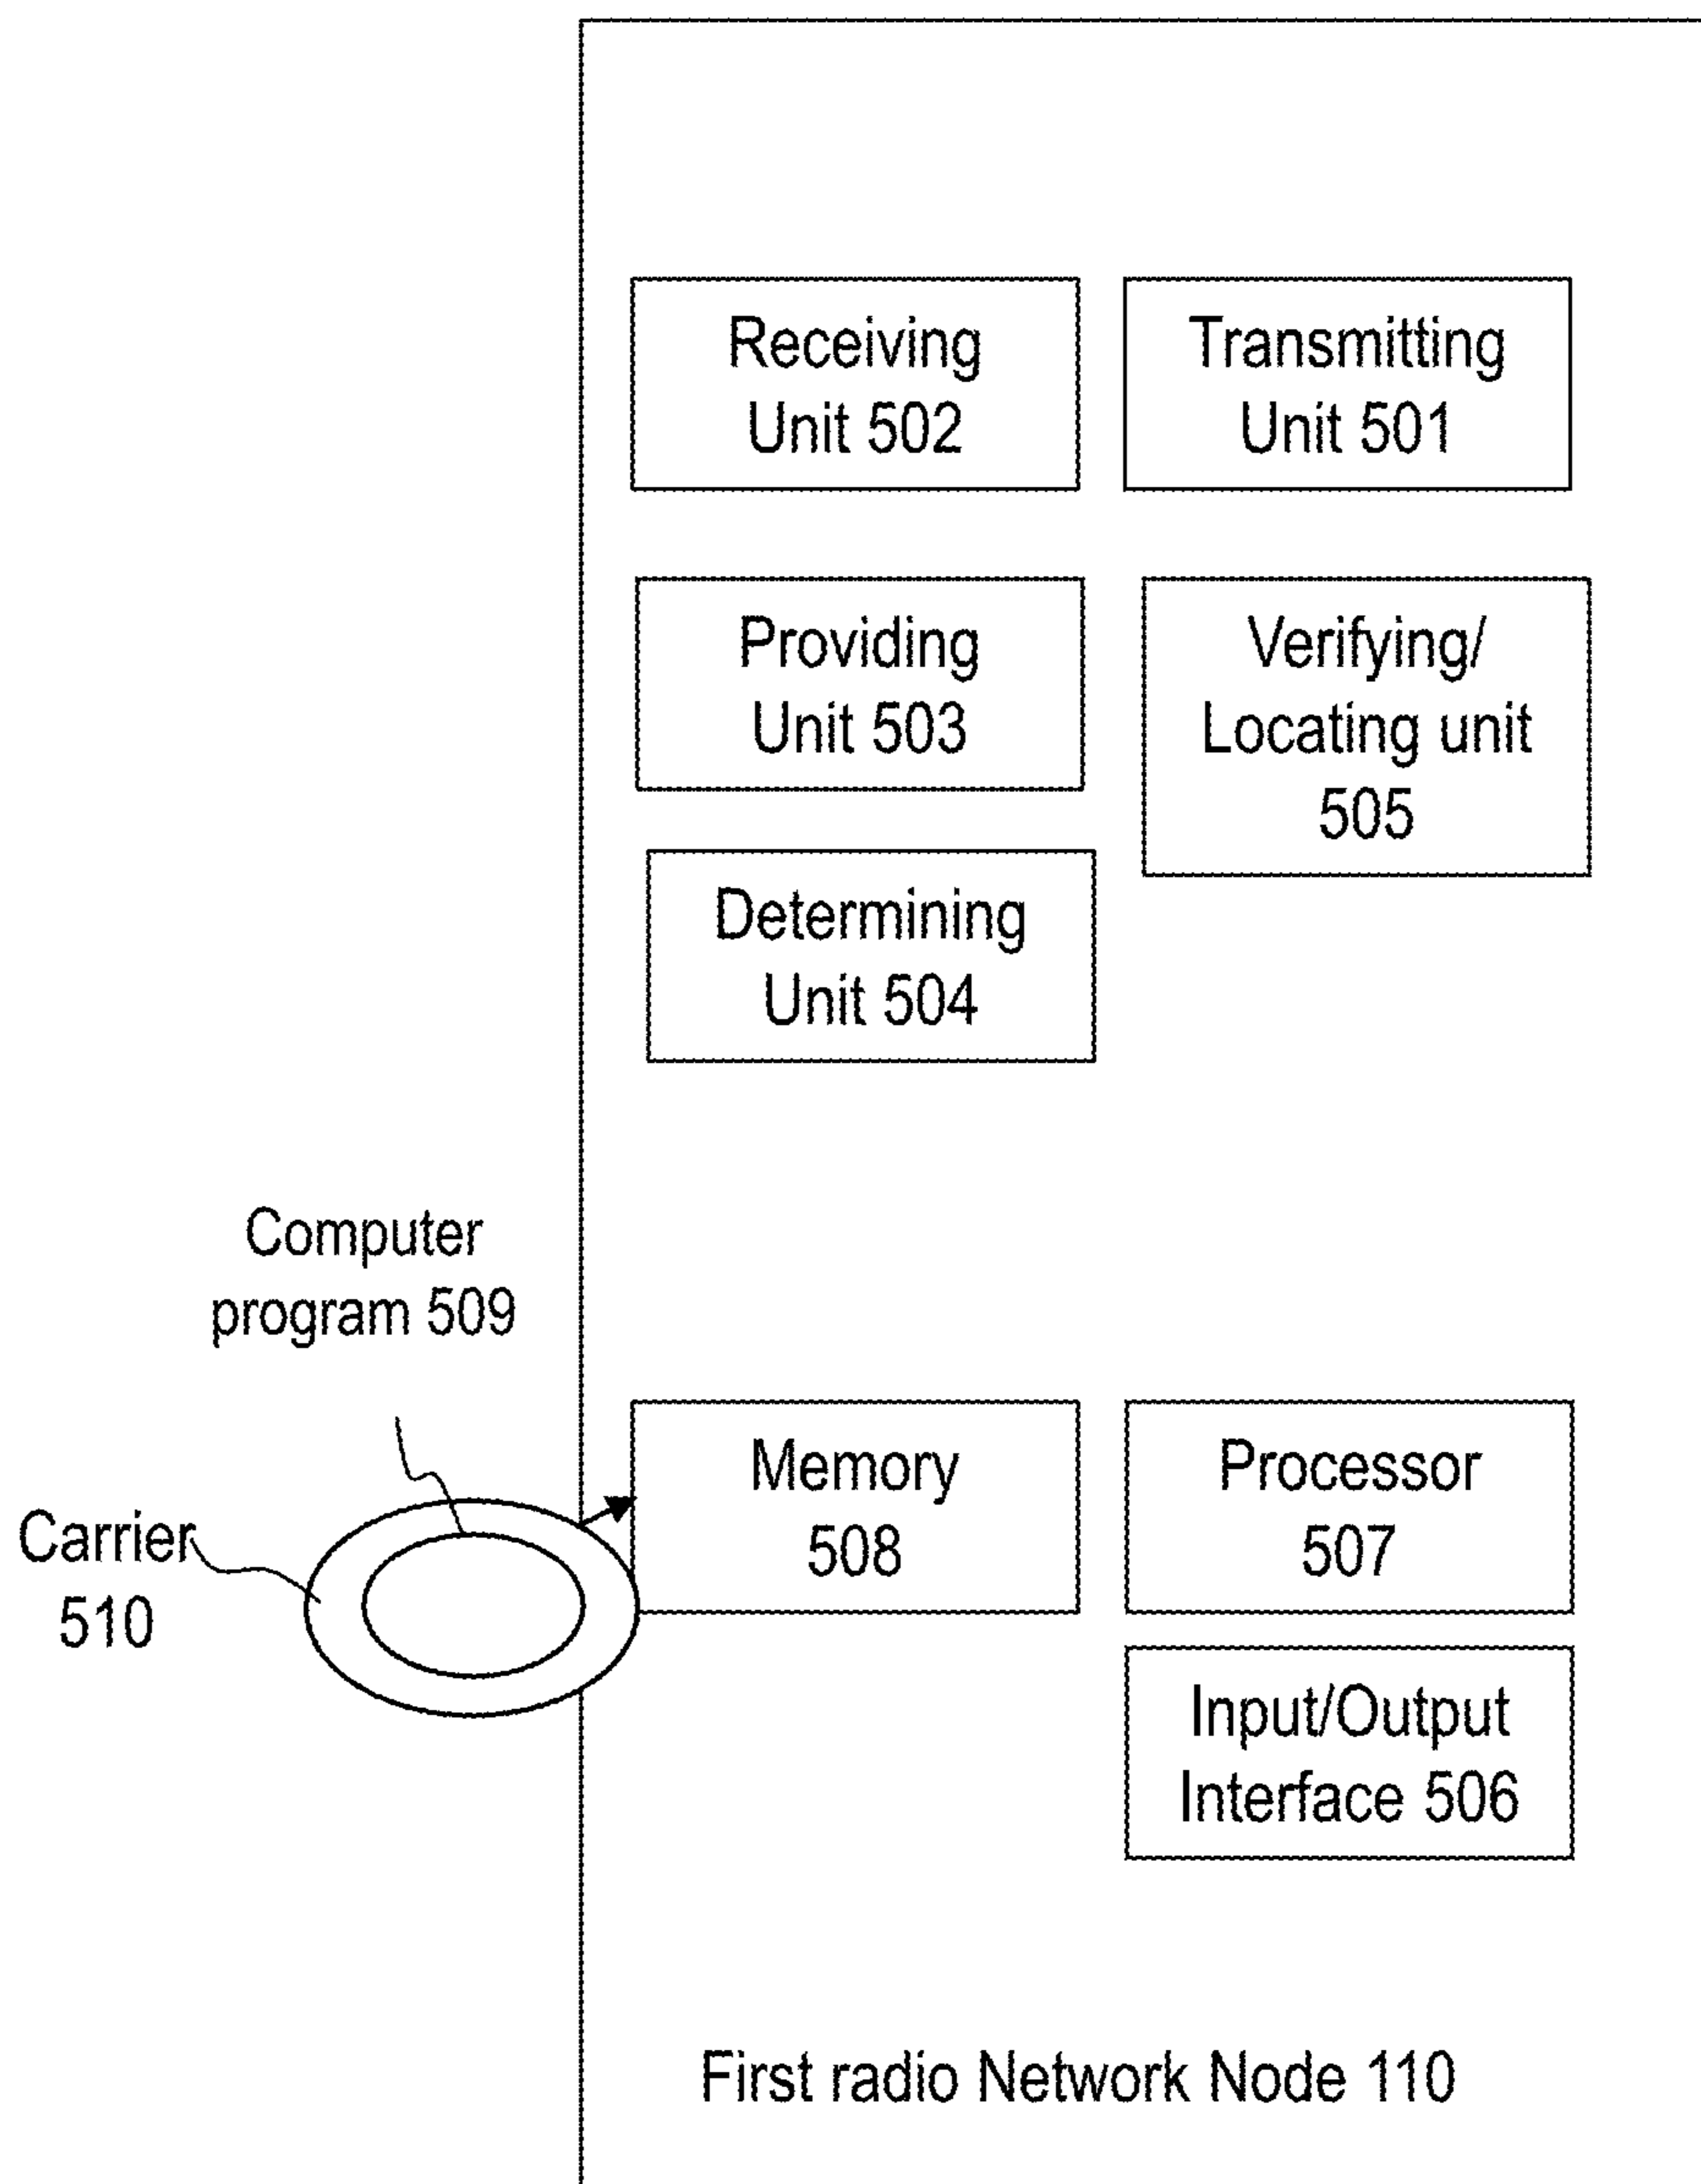 Receiving
Unit 502
Transmitting
Unit 501
Providing
Unit 503
Verifying/
Locating unit
505
Determining
Unit 504
Computer
program 509
Carrier
510
Memory
508
Processor
507
Input/Output
Interface 506
First radio Network Node 110